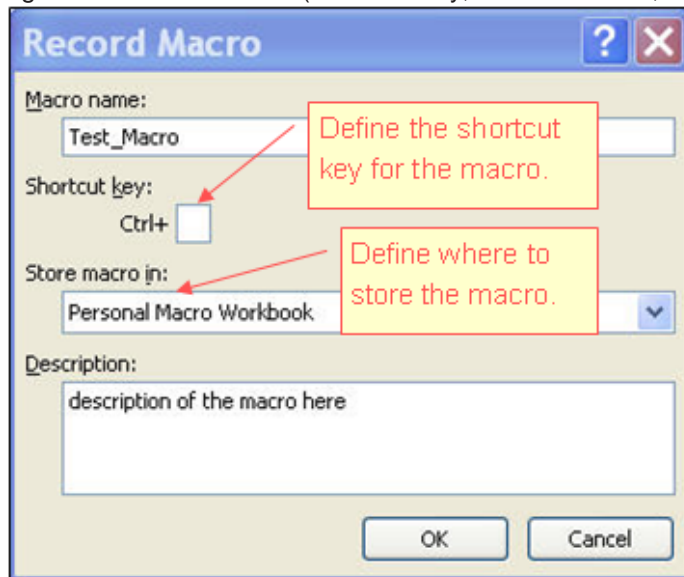 Record Macro
Macro name:
Test_Macro
Define the shortcut
key for the macro.
Shortcut key:
Ctrl+
Define where to
store the macro.
Store macro in:
Personal Macro Workbook
Description:
description of the macro here
OK
Cancel